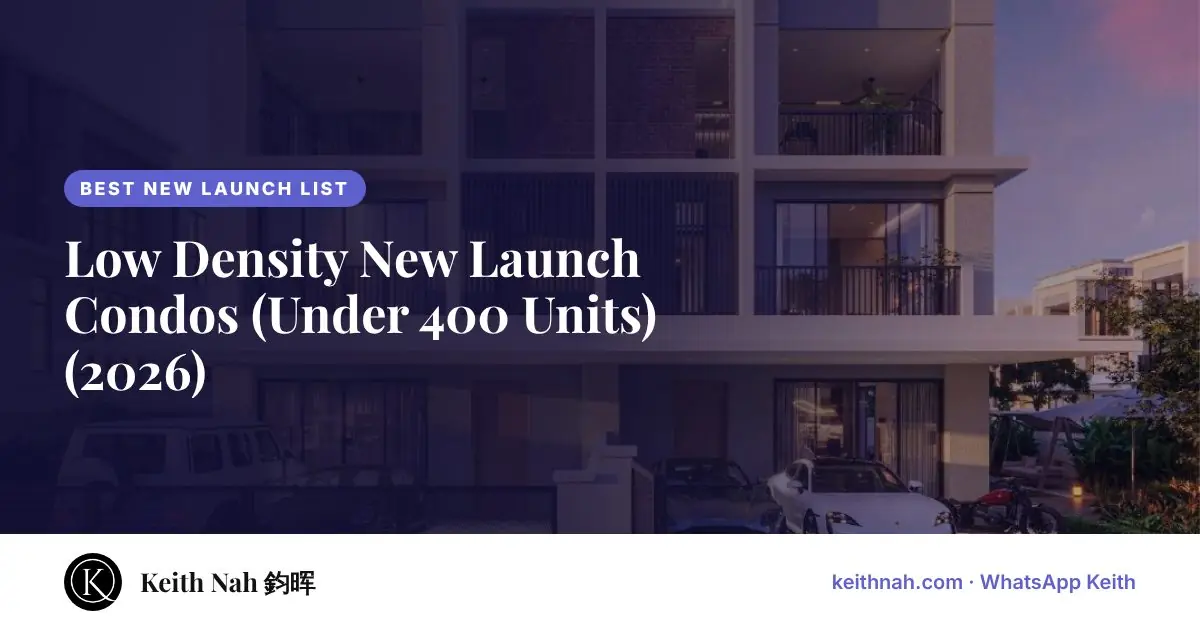 BEST NEW LAUNCH LIST
Low Density New Launch
Condos (Under 400 Units)
(2026)
K
Keith Nah 鈞晖
keithnah.com · WhatsApp Keith